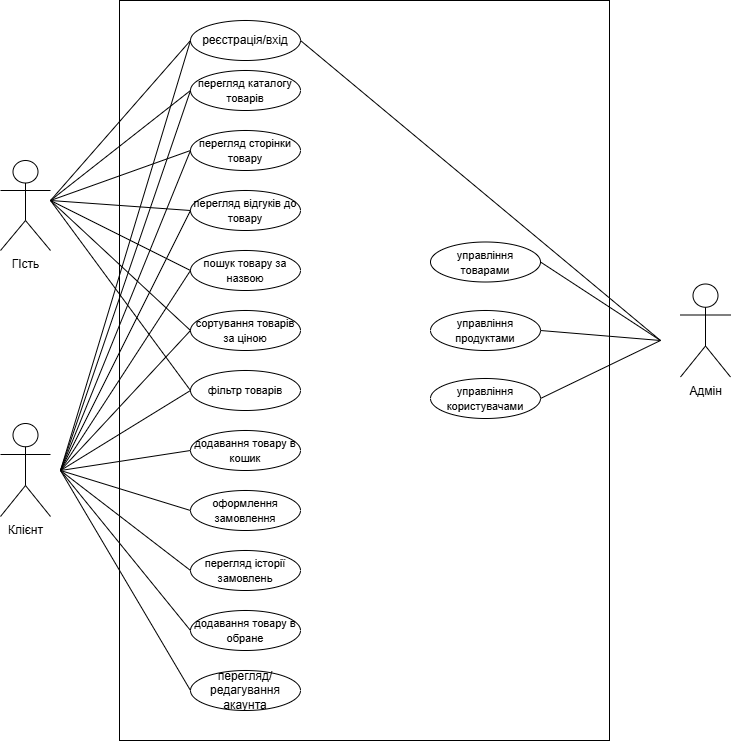 реєстрація/вхід
перегляд каталогу
товарів
перегляд сторінки
товару
перегляд відгуків до
товару
пошук товару за
назвою
сортування товарів
за ціною
фільтр товарів
додавання товару в
кошик
оформлення
замовлення
перегляд історії
замовлень
додавання товару в
обране
перегляд/
редагування
акаунта
ГІсть
Клієнт
управління
товарами
управління
продуктами
управління
користувачами
Адмін